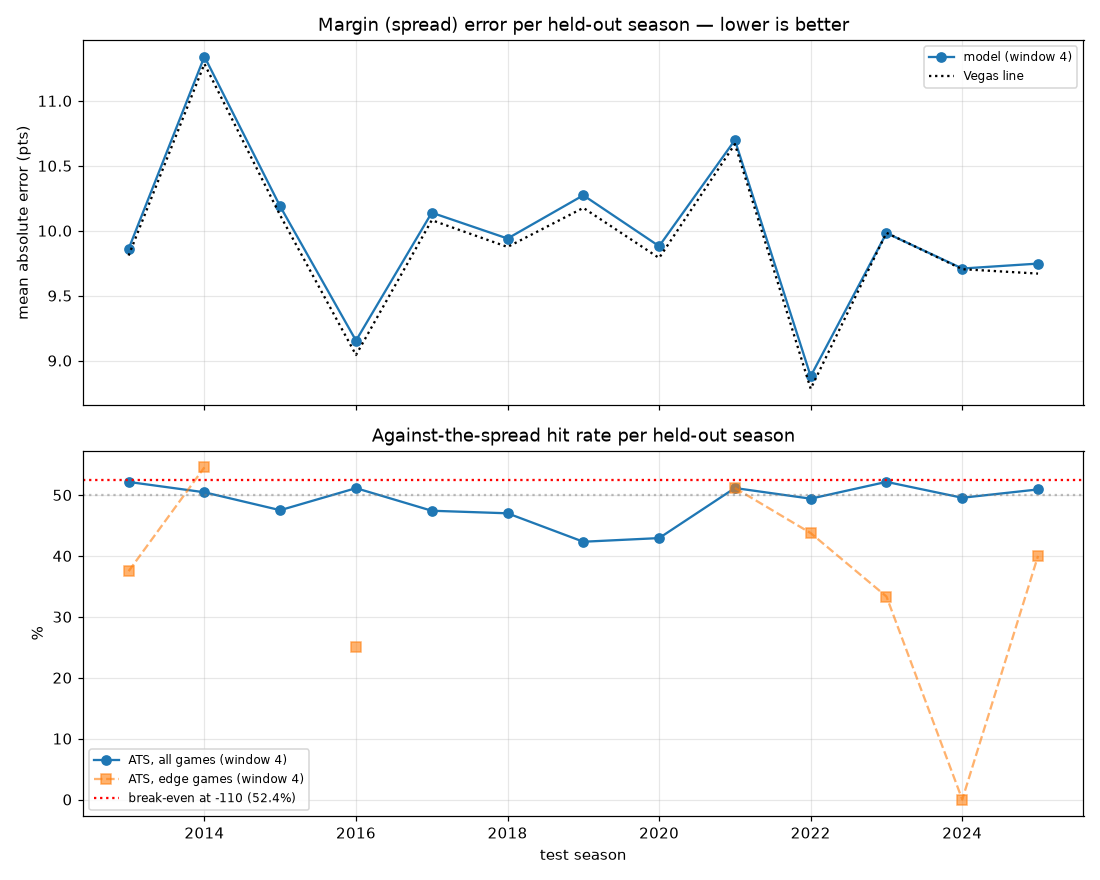 Margin (spread) error per held-out season — lower is better
model (window 4)
Vegas line
mean absolute error (pts)
11.0
10.5
10.0
9.5
9.0
Against-the-spread hit rate per held-out season
%
50
40
30
20
10
0
ATS, all games (window 4)
ATS, edge games (window 4)
break-even at -110 (52.4%)
2014 2016 2018 2020 2022 2024
test season